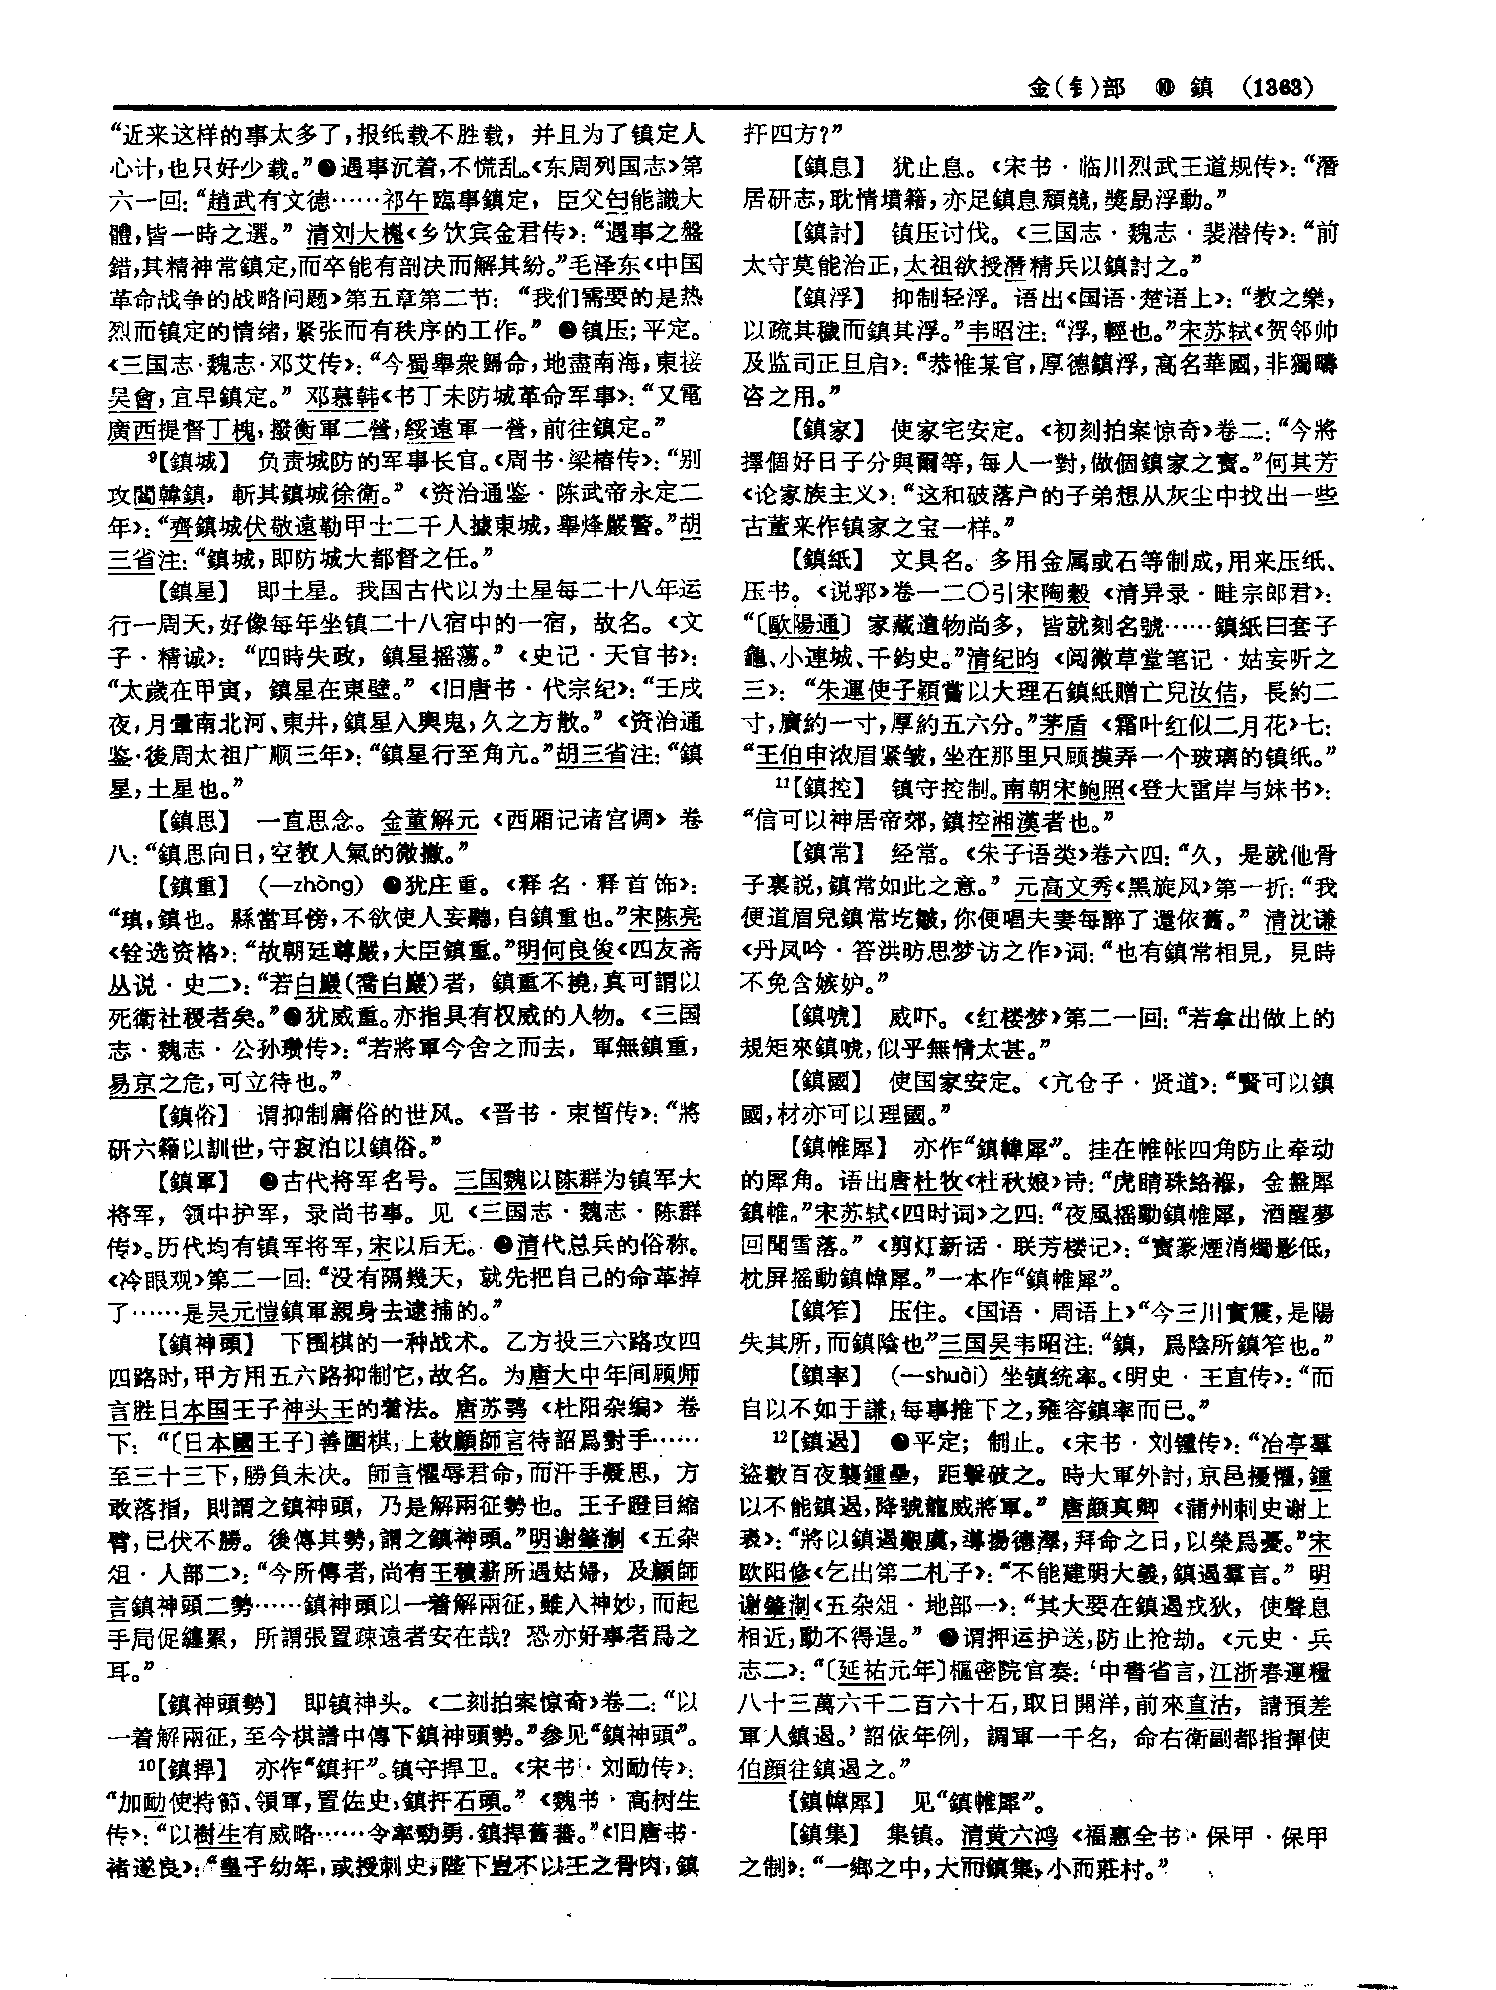 金(钅)部　⑩　鎮　(1363)
“近来这样的事太多了，报纸载不胜载，并且为了镇定人
心计，也只好少载。”❷遇事沉着，不慌乱。《东周列国志》第
六一回：“趙武有文德……祁午臨事鎮定，臣父匄能識大
體，皆一時之選。”清刘大櫆《乡饮宾金君传》：“遇事之盤
錯，其精神常鎮定，而卒能有剖决而解其纷。”毛泽东《中国
革命战争的战略问题》第五章第二节：“我们需要的是热
烈而镇定的情绪，紧张而有秩序的工作。”❸镇压；平定。
《三国志·魏志·邓艾传》：“今蜀舉衆歸命，地盡南海，東接
吴會，宜早鎮定。”邓慕韩《书丁未防城革命军事》：“又電
廣西提督丁槐，撥衡軍二營，綏遠軍一營，前往鎮定。”
9【鎮城】　负责城防的军事长官。《周书·梁椿传》：“别
攻閻韓鎮，斬其鎮城徐衛。”《资治通鉴·陈武帝永定二
年》：“齊鎮城伏敬遠勒甲士二千人據東城，舉烽嚴警。”胡
三省注：“鎮城，即防城大都督之任。”
【鎮星】　即土星。我国古代以为土星每二十八年运
行一周天，好像每年坐镇二十八宿中的一宿，故名。《文
子·精诚》：“四時失政，鎮星摇蕩。”《史记·天官书》：
“太歲在甲寅，鎮星在東壁。”《旧唐书·代宗纪》：“壬戌
夜，月暈南北河、東井，鎮星入輿鬼，久之方散。”《资治通
鉴·後周太祖广顺三年》：“鎮星行至角亢。”胡三省注：“鎮
星，土星也。”
【鎮思】　一直思念。金董解元《西厢记诸宫调》卷
八：“鎮思向日，空教人氣的微撇。”
【鎮重】　(—zhòng)　❶犹庄重。《释名·释首饰》：
“瑱，鎮也。縣當耳傍，不欲使人妄聽，自鎮重也。”宋陈亮
《铨选资格》：“故朝廷尊嚴，大臣鎮重。”明何良俊《四友斋
丛说·史二》：“若白巖(喬白巖)者，鎮重不撓，真可謂以
死衛社稷者矣。”❷犹威重。亦指具有权威的人物。《三国
志·魏志·公孙瓒传》：“若將軍今舍之而去，軍無鎮重，
易京之危，可立待也。”
【鎮俗】　谓抑制庸俗的世风。《晋书·束晳传》：“將
研六籍以訓世，守寂泊以鎮俗。”
【鎮軍】　❶古代将军名号。三国魏以陈群为镇军大
将军，领中护军，录尚书事。见《三国志·魏志·陈群
传》。历代均有镇军将军，宋以后无。❷清代总兵的俗称。
《冷眼观》第二一回：“没有隔幾天，就先把自己的命革掉
了……是吴元愷鎮軍親身去逮捕的。”
【鎮神頭】　下围棋的一种战术。乙方投三六路攻四
四路时，甲方用五六路抑制它，故名。为唐大中年间顾师
言胜日本国王子神头王的着法。唐苏鹗《杜阳杂编》卷
下：“〔日本國王子〕善圍棋，上敕顧師言待詔爲對手……
至三十三下，勝負未决。師言懼辱君命，而汗手凝思，方
敢落指，則謂之鎮神頭，乃是解兩征勢也。王子瞪目縮
臂，已伏不勝。後傳其勢，謂之鎮神頭。”明谢肇淛《五杂
俎·人部二》：“今所傳者，尚有王積薪所遇姑婦，及顧師
言鎮神頭二勢……鎮神頭以一着解兩征，雖入神妙，而起
手局促纏累，所謂張置疎遠者安在哉？恐亦好事者爲之
耳。”
【鎮神頭勢】　即镇神头。《二刻拍案惊奇》卷二：“以
一着解兩征，至今棋譜中傳下鎮神頭勢。”参见“鎮神頭”。
10【鎮捍】　亦作“鎮扞”。镇守捍卫。《宋书·刘勔传》：
“加勔使持節、領軍，置佐史，鎮扞石頭。”《魏书·高树生
传》：“以樹生有威略……令率勁勇，鎮捍舊蕃。”《旧唐书·
褚遂良》：“皇子幼年，或授刺史，陛下豈不以王之骨肉，鎮
扞四方？”
【鎮息】　犹止息。《宋书·临川烈武王道规传》：“潛
居研志，耽情墳籍，亦足鎮息頹競，奬勗浮動。”
【鎮討】　镇压讨伐。《三国志·魏志·裴潜传》：“前
太守莫能治正，太祖欲授潛精兵以鎮討之。”
【鎮浮】　抑制轻浮。语出《国语·楚语上》：“教之樂，
以疏其穢而鎮其浮。”韦昭注：“浮，輕也。”宋苏轼《贺邻帅
及监司正旦启》：“恭惟某官，厚德鎮浮，高名華國，非獨疇
咨之用。”
【鎮家】　使家宅安定。《初刻拍案惊奇》卷二：“今將
擇個好日子分與爾等，每人一對，做個鎮家之寶。”何其芳
《论家族主义》：“这和破落户的子弟想从灰尘中找出一些
古董来作镇家之宝一样。”
【鎮紙】　文具名。多用金属或石等制成，用来压纸、
压书。《说郛》卷一二〇引宋陶穀《清异录·畦宗郎君》：
“〔歐陽通〕家藏遺物尚多，皆就刻名號……鎮紙曰套子
龜、小連城、千鈞史。”清纪昀《阅微草堂笔记·姑妄听之
三》：“朱運使子穎嘗以大理石鎮紙贈亡兒汝佶，長約二
寸，廣約一寸，厚約五六分。”茅盾《霜叶红似二月花》七：
“王伯申浓眉紧皱，坐在那里只顾摸弄一个玻璃的镇纸。”
11【鎮控】　镇守控制。南朝宋鲍照《登大雷岸与妹书》：
“信可以神居帝郊，鎮控湘漢者也。”
【鎮常】　经常。《朱子语类》卷六四：“久，是就他骨
子裏説，鎮常如此之意。”元高文秀《黑旋风》第一折：“我
便道眉兒鎮常圪皺，你便唱夫妻每醉了還依舊。”清沈谦
《丹凤吟·答洪昉思梦访之作》词：“也有鎮常相見，見時
不免含嫉妒。”
【鎮唬】　威吓。《红楼梦》第二一回：“若拿出做上的
規矩來鎮唬，似乎無情太甚。”
【鎮國】　使国家安定。《亢仓子·贤道》：“賢可以鎮
國，材亦可以理國。”
【鎮帷犀】　亦作“鎮幃犀”。挂在帷帐四角防止牵动
的犀角。语出唐杜牧《杜秋娘》诗：“虎睛珠絡褓，金盤犀
鎮帷。”宋苏轼《四时词》之四：“夜風摇動鎮帷犀，酒醒夢
回聞雪落。”《剪灯新话·联芳楼记》：“寶篆煙消燭影低，
枕屏摇動鎮幃犀。”一本作“鎮帷犀”。
【鎮笮】　压住。《国语·周语上》“今三川實震，是陽
失其所，而鎮陰也”三国吴韦昭注：“鎮，爲陰所鎮笮也。”
【鎮率】　(—shuài)　坐镇统率。《明史·王直传》：“而
自以不如于謙，每事推下之，雍容鎮率而已。”
12【鎮遏】　❶平定；制止。《宋书·刘锺传》：“冶亭羣
盜數百夜襲鍾壘，距擊破之。時大軍外討，京邑擾懼，鍾
以不能鎮遏，降號龍威將軍。”唐颜真卿《蒲州刺史谢上
表》：“將以鎮遏艱虞，導揚德澤，拜命之日，以榮爲憂。”宋
欧阳修《乞出第二札子》：“不能建明大義，鎮遏羣言。”明
谢肇淛《五杂俎·地部一》：“其大要在鎮遏戎狄，使聲息
相近，動不得逞。”❷谓押运护送，防止抢劫。《元史·兵
志二》：“〔延祐元年〕樞密院官奏：‘中書省言，江浙春運糧
八十三萬六千二百六十石，取日開洋，前來直沽，請預差
軍人鎮遏。’詔依年例，調軍一千名，命右衛副都指揮使
伯顏往鎮遏之。”
【鎮幃犀】　见“鎮帷犀”。
【鎮集】　集镇。清黄六鸿《福惠全书·保甲·保甲
之制》：“一鄉之中，大而鎮集，小而莊村。”